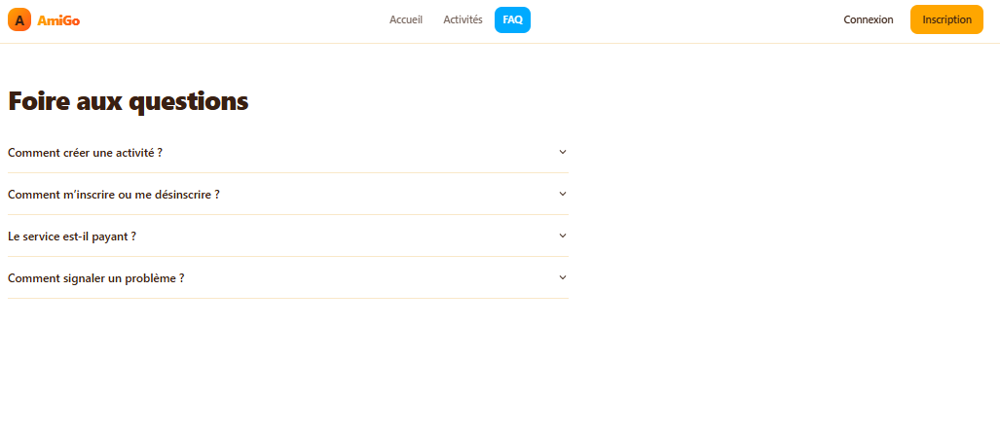 A AmiGo Accueil Activités FAQ Connexion Inscription
Foire aux questions
Comment créer une activité ?
Comment m’inscrire ou me désinscrire ?
Le service est-il payant ?
Comment signaler un problème ?